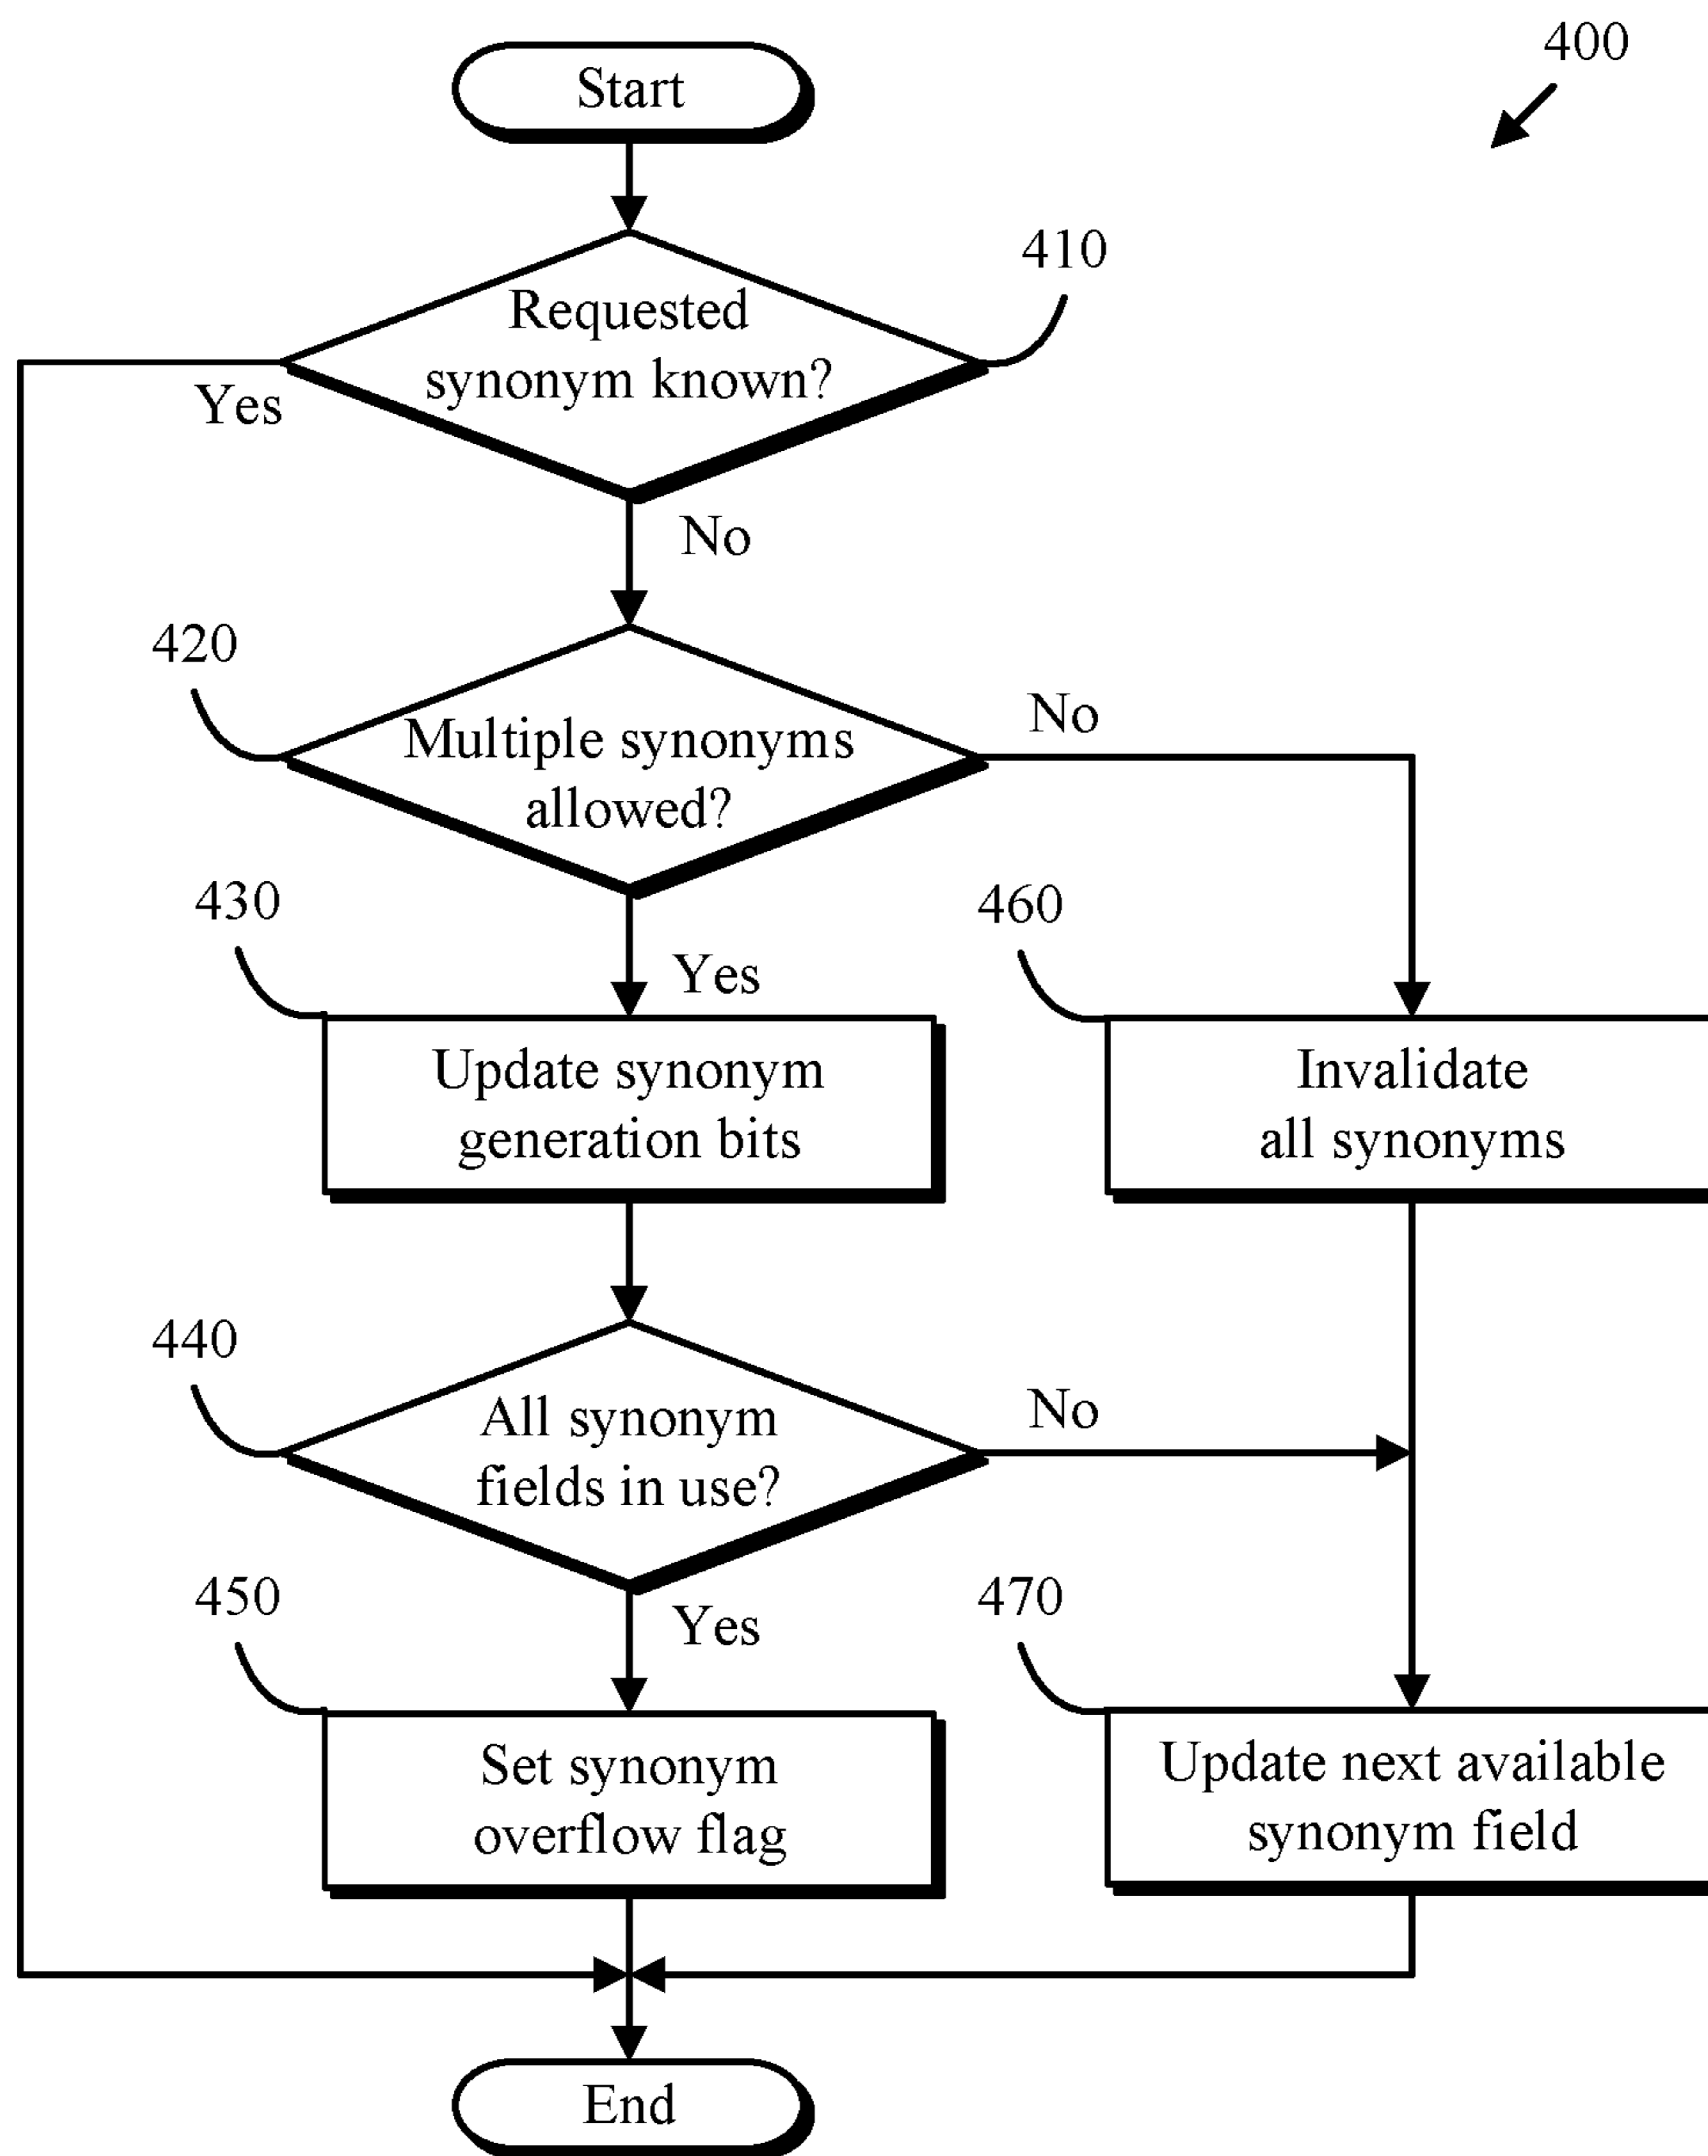 400
Start
410
Requested
synonym known?
Yes
No
420
Multiple synonyms
allowed?
No
430
460
Yes
Update synonym
generation bits
Invalidate
all synonyms
440
All synonym
fields in use?
No
450
470
Yes
Set synonym
overflow flag
Update next available
synonym field
End